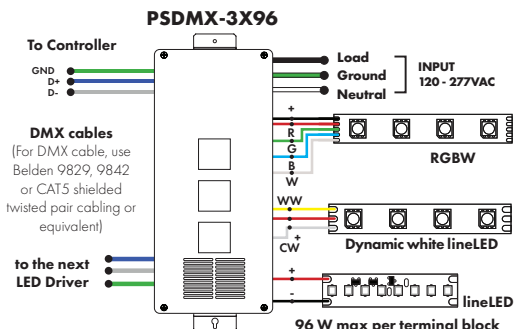 PSDMX-3X96
To Controller
GND
D+
D-
DMX cables
(For DMX cable, use
Belden 9829, 9842
or CAT5 shielded
twisted pair cabling or
equivalent)
to the next
LED Driver
Load
Ground
Neutral
INPUT
120 - 277VAC
+
R
G
B
W
RGBW
WW
+
CW
Dynamic white lineLED
+
-
lineLED
96 W max per terminal block